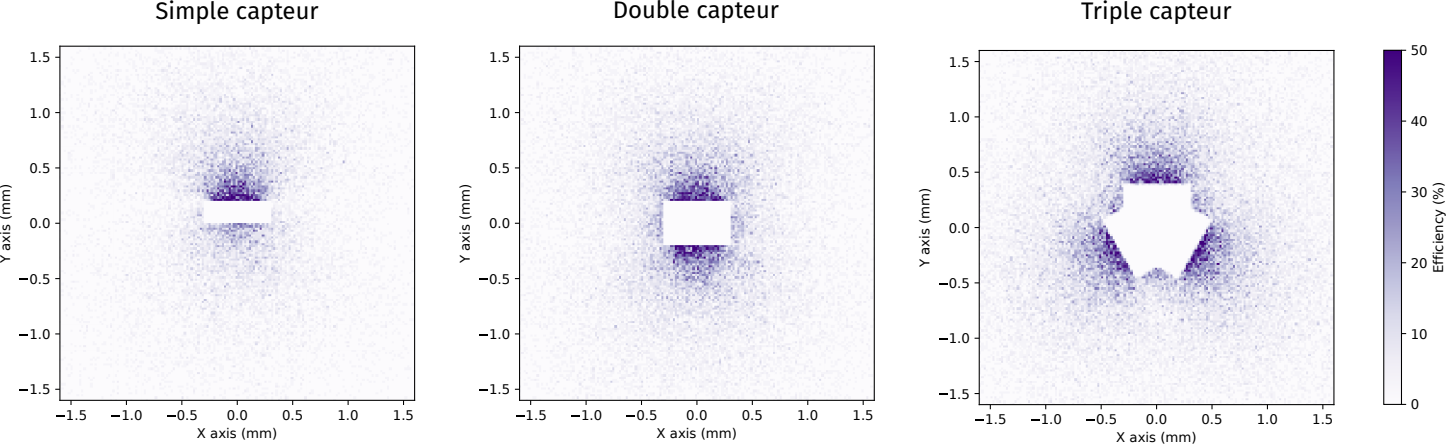 Simple capteur
Double capteur
Triple capteur
1.5
1.0
0.5
0.0
−0.5
−1.0
−1.5
Y axis (mm)
−1.5 −1.0 −0.5 0.0 0.5 1.0 1.5
X axis (mm)
1.5
1.0
0.5
0.0
−0.5
−1.0
−1.5
Y axis (mm)
−1.5 −1.0 −0.5 0.0 0.5 1.0 1.5
X axis (mm)
1.5
1.0
0.5
0.0
−0.5
−1.0
−1.5
Y axis (mm)
−1.5 −1.0 −0.5 0.0 0.5 1.0 1.5
X axis (mm)
50
40
30
20
10
0
Efficiency (%)